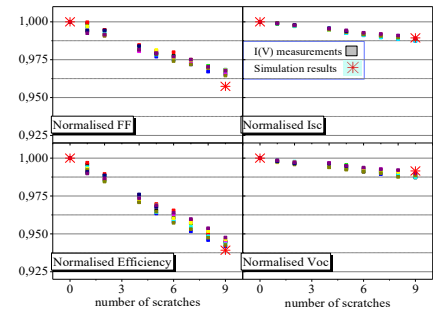 1,000
0,975
0,950
0,925
Normalised FF
I(V) measurements
Simulation results
Normalised Isc
1,000
0,975
0,950
0,925
Normalised Efficiency
Normalised Voc
0 3 6 9 0 3 6 9
number of scratches number of scratches